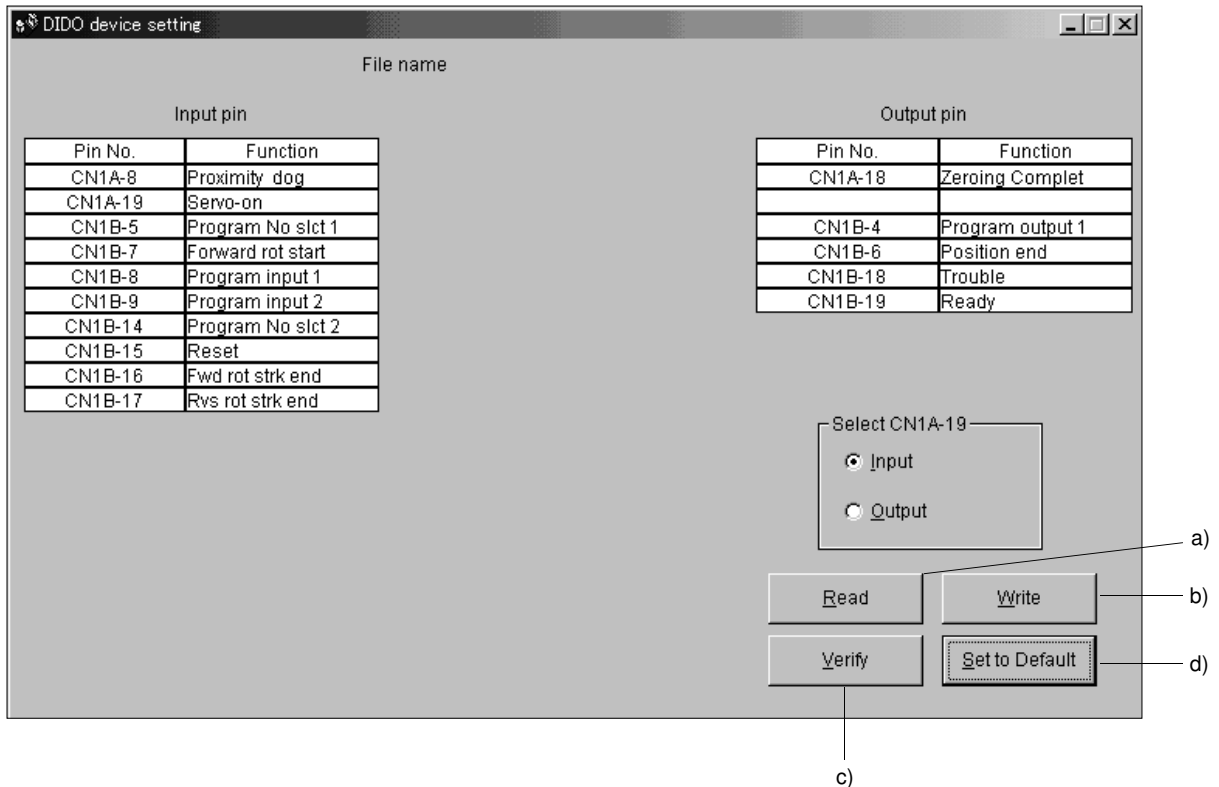 DIDO device setting
File name
Input pin
Pin No. Function
CN1A-8 Proximity dog
CN1A-19 Servo-on
CN1B-5 Program No slct 1
CN1B-7 Forward rot start
CN1B-8 Program input 1
CN1B-9 Program input 2
CN1B-14 Program No slct 2
CN1B-15 Reset
CN1B-16 Fwd rot strk end
CN1B-17 Rvs rot strk end
Output pin
Pin No. Function
CN1A-18 Zeroing Complet
CN1B-4 Program output 1
CN1B-6 Position end
CN1B-18 Trouble
CN1B-19 Ready
Select CN1A-19
Input
Output
a)
Read Write b)
Verify Set to Default d)
c)